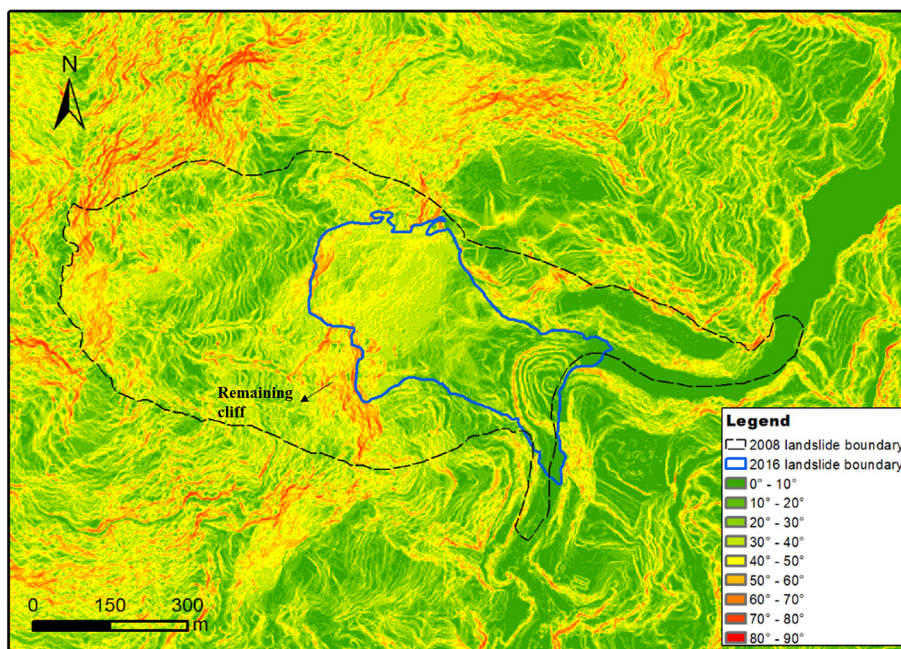 N
Remaining
cliff
Legend
2008 landslide boundary
2016 landslide boundary
0° - 10°
10° - 20°
20° - 30°
30° - 40°
40° - 50°
50° - 60°
60° - 70°
70° - 80°
80° - 90°
0 150 300
m